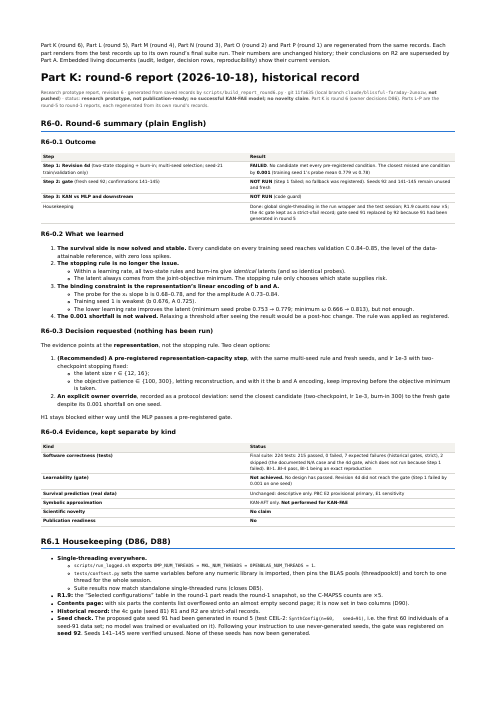 Part K (round 6), Part L (round 5), Part M (round 4), Part N (round 3), Part O (round 2) and Part P (round 1) are regenerated from the same records. Each
part renders from the test records up to its own round's final suite run. Their numbers are unchanged history; their conclusions on R2 are superseded by
Part A. Embedded living documents (audit, ledger, decision rows, reproducibility) show their current version.
Part K: round-6 report (2026-10-18), historical record
pushed) · status: research prototype, not publication-ready; no successful KAN-FAE model; no novelty claim. Part K is round 6 (owner decisions D86). Parts L-P are the
round-5 to round-1 reports, each regenerated from its own round's records.
R6-0. Round-6 summary (plain English)
R6-0.1 Outcome
Step Result
Step 1: Revision 4d (two-state stopping + burn-in; multi-seed selection; seed-21 train/validation only)
FAILED. No candidate met every pre-registered condition. The closest missed one condition by 0.001 (training seed 1's probe mean 0.779 vs 0.78)
Step 2: gate (fresh seed 92; confirmations 141–145)
NOT RUN (Step 1 failed; no fallback was registered). Seeds 92 and 141–145 remain unused and fresh
Step 3: KAN vs MLP and downstream
NOT RUN (code guard)
Housekeeping
Done: global single-threading in the run wrapper and the test session; R1.9 counts now ×5; the 4c gate kept as a strict-xfail record; gate seed 91 replaced by 92 because 91 had been generated in round 5
R6-0.2 What we learned
1. The survival side is now solved and stable. Every candidate on every training seed reaches validation C 0.84–0.85, the level of the data-
attainable reference, with zero loss spikes.
2. The stopping rule is no longer the issue.
Within a learning rate, all two-state rules and burn-ins give identical latents (and so identical probes).
The latent always comes from the joint-objective minimum. The stopping rule only chooses which state supplies risk.
3. The binding constraint is the representation's linear encoding of b and A.
The probe for the x₁ slope b is 0.68–0.78, and for the amplitude A 0.73–0.84.
Training seed 1 is weakest (b 0.676, A 0.725).
The lower learning rate improves the latent (minimum seed probe 0.753 → 0.779; minimum ω 0.666 → 0.813), but not enough.
4. The 0.001 shortfall is not waived. Relaxing a threshold after seeing the result would be a post-hoc change. The rule was applied as registered.
R6-0.3 Decision requested (nothing has been run)
The evidence points at the representation, not the stopping rule. Two clean options:
1. (Recommended) A pre-registered representation-capacity step, with the same multi-seed rule and fresh seeds, and lr 1e-3 with two-
checkpoint stopping fixed:
the latent size r ∈ {12, 16};
the objective patience ∈ {100, 300}, letting reconstruction, and with it the b and A encoding, keep improving before the objective minimum
is taken.
2. An explicit owner override, recorded as a protocol deviation: send the closest candidate (two-checkpoint, lr 1e-3, burn-in 300) to the fresh gate
despite its 0.001 shortfall on one seed.
H1 stays blocked either way until the MLP passes a pre-registered gate.
R6-0.4 Evidence, kept separate by kind
Kind Status
Software correctness (tests)
Final suite: 224 tests: 215 passed, 0 failed, 7 expected failures (historical gates, strict), 2 skipped (the documented N/A case and the 4d gate, which does not run because Step 1 failed). BI-1..BI-4 pass, BI-1 being an exact reproduction
Learnability (gate)
Not achieved. No design has passed. Revision 4d did not reach the gate (Step 1 failed by 0.001 on one seed)
Survival prediction (real data) Unchanged: descriptive only. PBC E2 provisional primary, E1 sensitivity
Symbolic approximation KAN-AFT only. Not performed for KAN-FAE
Scientific novelty No claim
Publication readiness No
R6.1 Housekeeping (D86, D88)
Single-threading everywhere.
scripts/run_logged.sh exports OMP_NUM_THREADS = MKL_NUM_THREADS = OPENBLAS_NUM_THREADS = 1.
tests/conftest.py sets the same variables before any numeric library is imported, then pins the BLAS pools (threadpoolctl) and torch to one
thread for the whole session.
Suite results now match standalone single-threaded runs (closes D85).
R1.9: the "Selected configurations" table in the round-1 part reads the round-1 snapshot, so the C-MAPSS counts are ×5.
Contents page: with six parts the contents list overflowed onto an almost empty second page; it is now set in two columns (D90).
Historical record: the 4c gate (seed 81) R1 and R2 are strict-xfail records.
Seed check. The proposed gate seed 91 had been generated in round 5 (test CEIL-2: SynthConfig(n=60, seed=91), i.e. the first 60 individuals of a
seed-91 data set; no model was trained or evaluated on it). Following your instruction to use never-generated seeds, the gate was registered on
seed 92. Seeds 141–145 were verified unused. None of these seeds has now been generated.